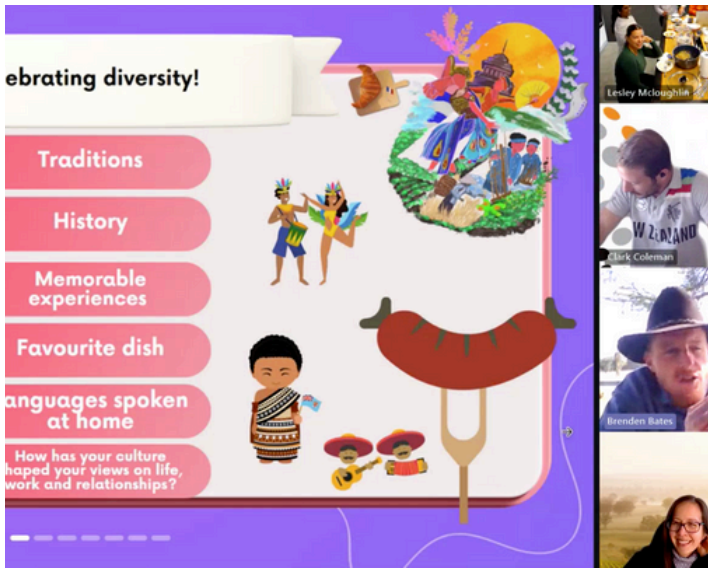 ebrating diversity!
Traditions
History
Memorable
experiences
Favourite dish
anguages spoken
at home
How has your culture
haped your views on life,
work and relationships?
Lesley Mcloughlin
W ZEALAND
Clark Coleman
Brenden Bates